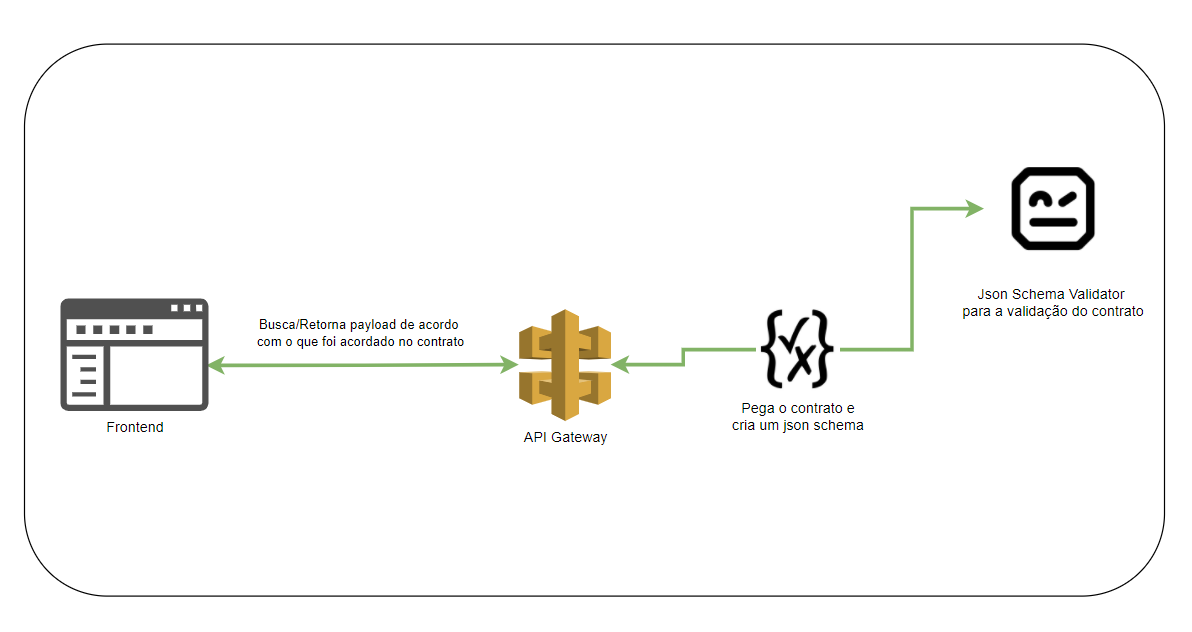 Busca/Retorna payload de acordo
com o que foi acordado no contrato
Frontend
API Gateway
Pega o contrato e
cria um json schema
Json Schema Validator
para a validação do contrato